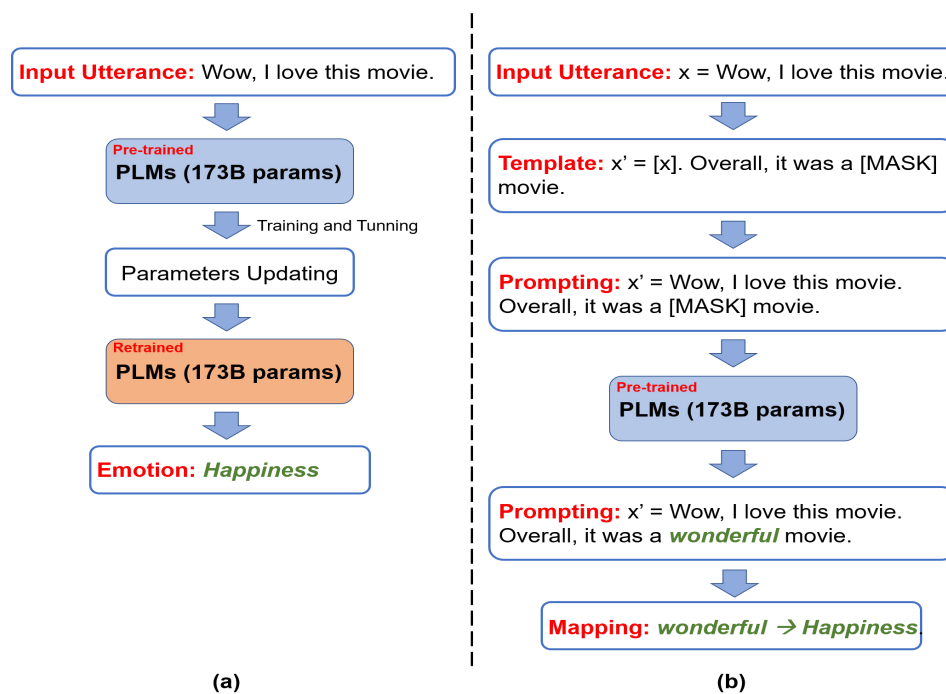 Input Utterance: Wow, I love this movie.
Pre-trained
PLMs (173B params)
Training and Tunning
Parameters Updating
Retrained
PLMs (173B params)
Emotion: Happiness
(a)
Input Utterance: x = Wow, I love this movie.
Template: x’ = [x]. Overall, it was a [MASK]
movie.
Prompting: x’ = Wow, I love this movie.
Overall, it was a [MASK] movie.
Pre-trained
PLMs (173B params)
Prompting: x’ = Wow, I love this movie.
Overall, it was a wonderful movie.
Mapping: wonderful → Happiness.
(b)